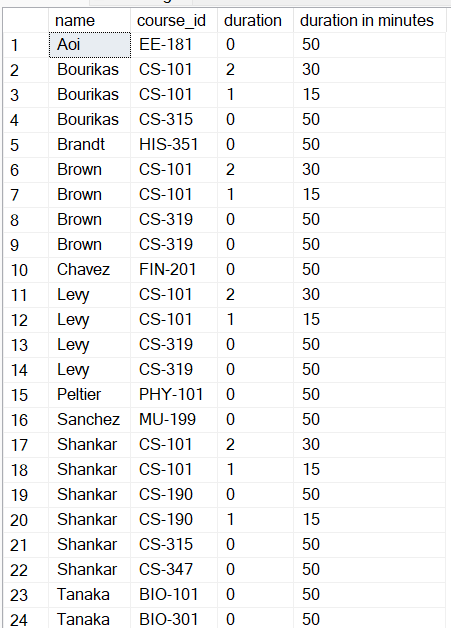 name course_id duration duration in minutes
1 Aoi EE-181 0 50
2 Bourikas CS-101 2 30
3 Bourikas CS-101 1 15
4 Bourikas CS-315 0 50
5 Brandt HIS-351 0 50
6 Brown CS-101 2 30
7 Brown CS-101 1 15
8 Brown CS-319 0 50
9 Brown CS-319 0 50
10 Chavez FIN-201 0 50
11 Levy CS-101 2 30
12 Levy CS-101 1 15
13 Levy CS-319 0 50
14 Levy CS-319 0 50
15 Peltier PHY-101 0 50
16 Sanchez MU-199 0 50
17 Shankar CS-101 2 30
18 Shankar CS-101 1 15
19 Shankar CS-190 0 50
20 Shankar CS-190 1 15
21 Shankar CS-315 0 50
22 Shankar CS-347 0 50
23 Tanaka BIO-101 0 50
24 Tanaka BIO-301 0 50